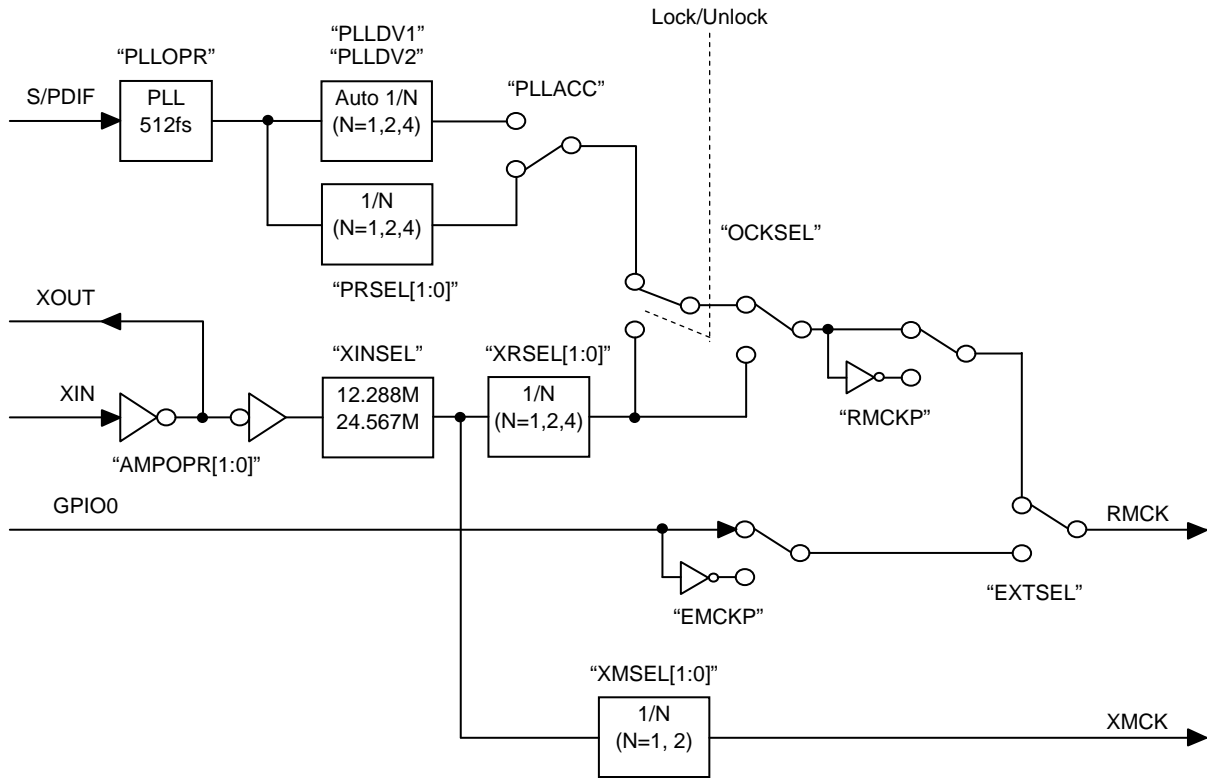 Lock/Unlock
“PLLDV1”
“PLLDV2”
“PLLOPR”
“PLLACC”
S/PDIF
PLL
512fs
Auto 1/N
(N=1,2,4)
1/N
(N=1,2,4)
“OCKSEL”
“PRSEL[1:0]”
XOUT
“XINSEL”
“XRSEL[1:0]”
XIN
12.288M
24.567M
1/N
(N=1,2,4)
“RMCKP”
“AMPOPR[1:0]”
GPIO0
RMCK
“EMCKP”
“EXTSEL”
“XMSEL[1:0]”
1/N
(N=1, 2)
XMCK